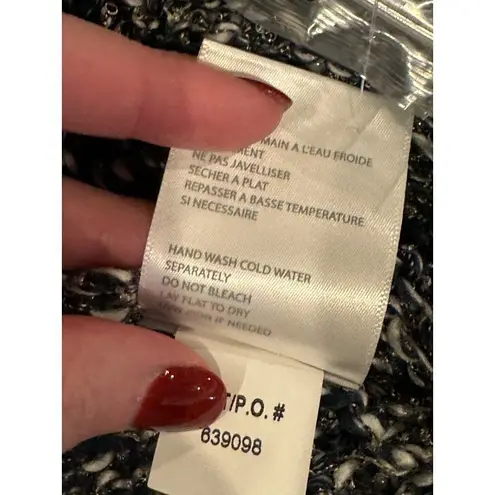 MAIN A L'EAU FROIDE
NE PAS JAVELLISER
SECHER A PLAT
REPASSER A BASSE TEMPERATURE
SI NECESSAIRE
HAND WASH COLD WATER
SEPARATELY
DO NOT BLEACH
LAY FLAT TO DRY
IF NEEDED
T/P.O. #
639098